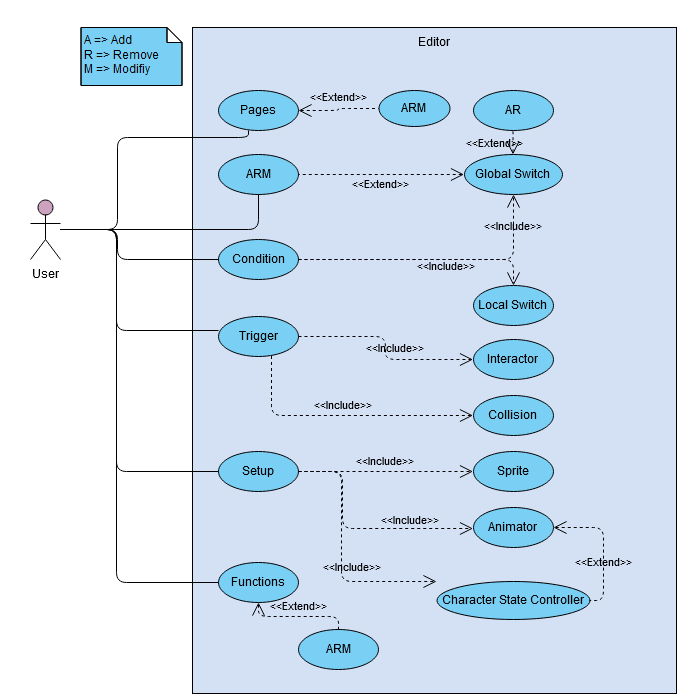 A => Add
R => Remove
M => Modifiy
Editor
Pages
<<Extend>>
ARM
AR
<<Extend>>
ARM
<<Extend>>
Global Switch
User
<<Include>>
Condition
<<Include>>
Local Switch
Trigger
<<Include>>
Interactor
<<Include>>
Collision
Setup
<<Include>>
Sprite
<<Include>>
Animator
<<Include>>
<<Extend>>
Functions
Character State Controller
<<Extend>>
ARM